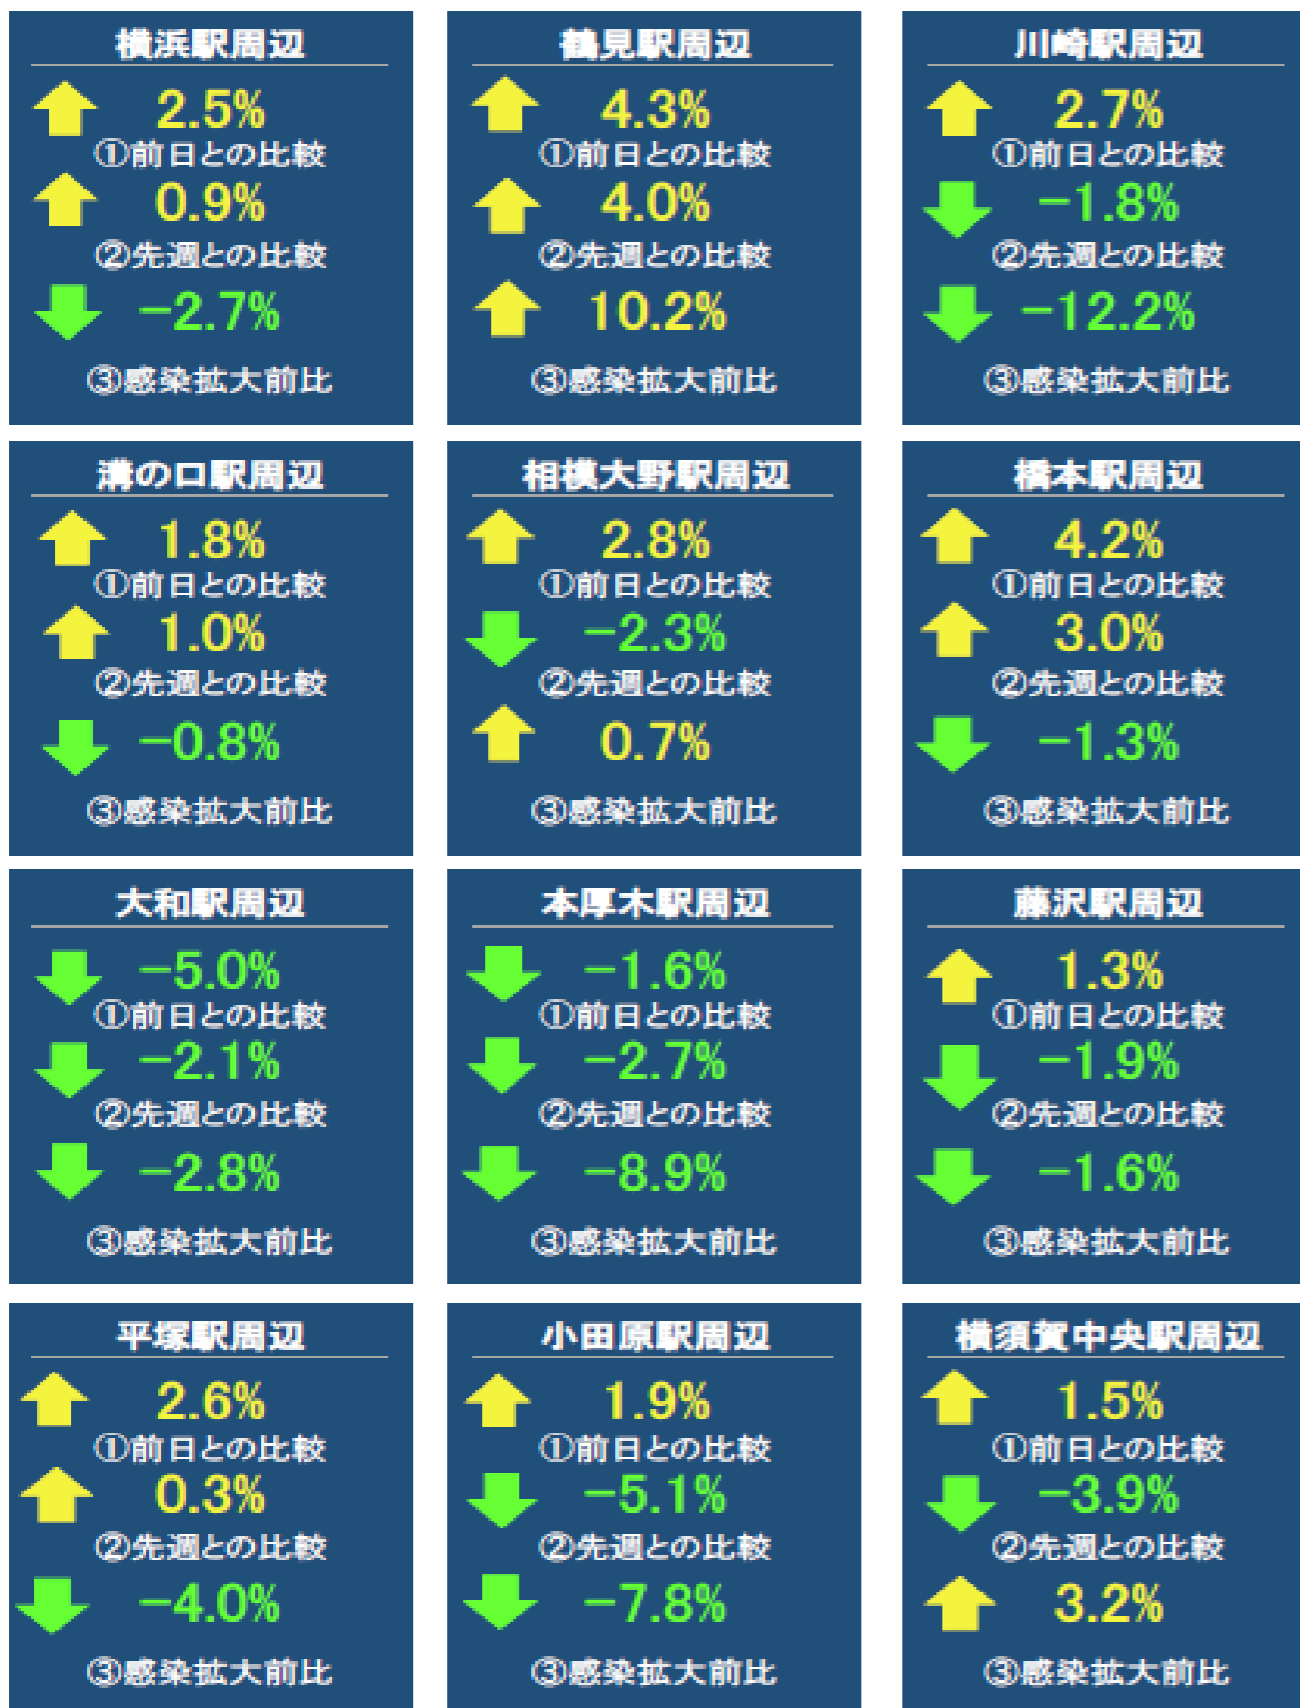 横浜駅周辺
2.5%
①前日との比較
0.9%
②先週との比較
-2.7%
③感染拡大前比
鶴見駅周辺
4.3%
①前日との比較
4.0%
②先週との比較
10.2%
③感染拡大前比
川崎駅周辺
2.7%
①前日との比較
-1.8%
②先週との比較
-12.2%
③感染拡大前比
溝の口駅周辺
1.8%
①前日との比較
1.0%
②先週との比較
-0.8%
③感染拡大前比
相模大野駅周辺
2.8%
①前日との比較
-2.3%
②先週との比較
0.7%
③感染拡大前比
橋本駅周辺
4.2%
①前日との比較
3.0%
②先週との比較
-1.3%
③感染拡大前比
大和駅周辺
-5.0%
①前日との比較
-2.1%
②先週との比較
-2.8%
③感染拡大前比
本厚木駅周辺
-1.6%
①前日との比較
-2.7%
②先週との比較
-8.9%
③感染拡大前比
藤沢駅周辺
1.3%
①前日との比較
-1.9%
②先週との比較
-1.6%
③感染拡大前比
平塚駅周辺
2.6%
①前日との比較
0.3%
②先週との比較
-4.0%
③感染拡大前比
小田原駅周辺
1.9%
①前日との比較
-5.1%
②先週との比較
-7.8%
③感染拡大前比
横須賀中央駅周辺
1.5%
①前日との比較
-3.9%
②先週との比較
3.2%
③感染拡大前比